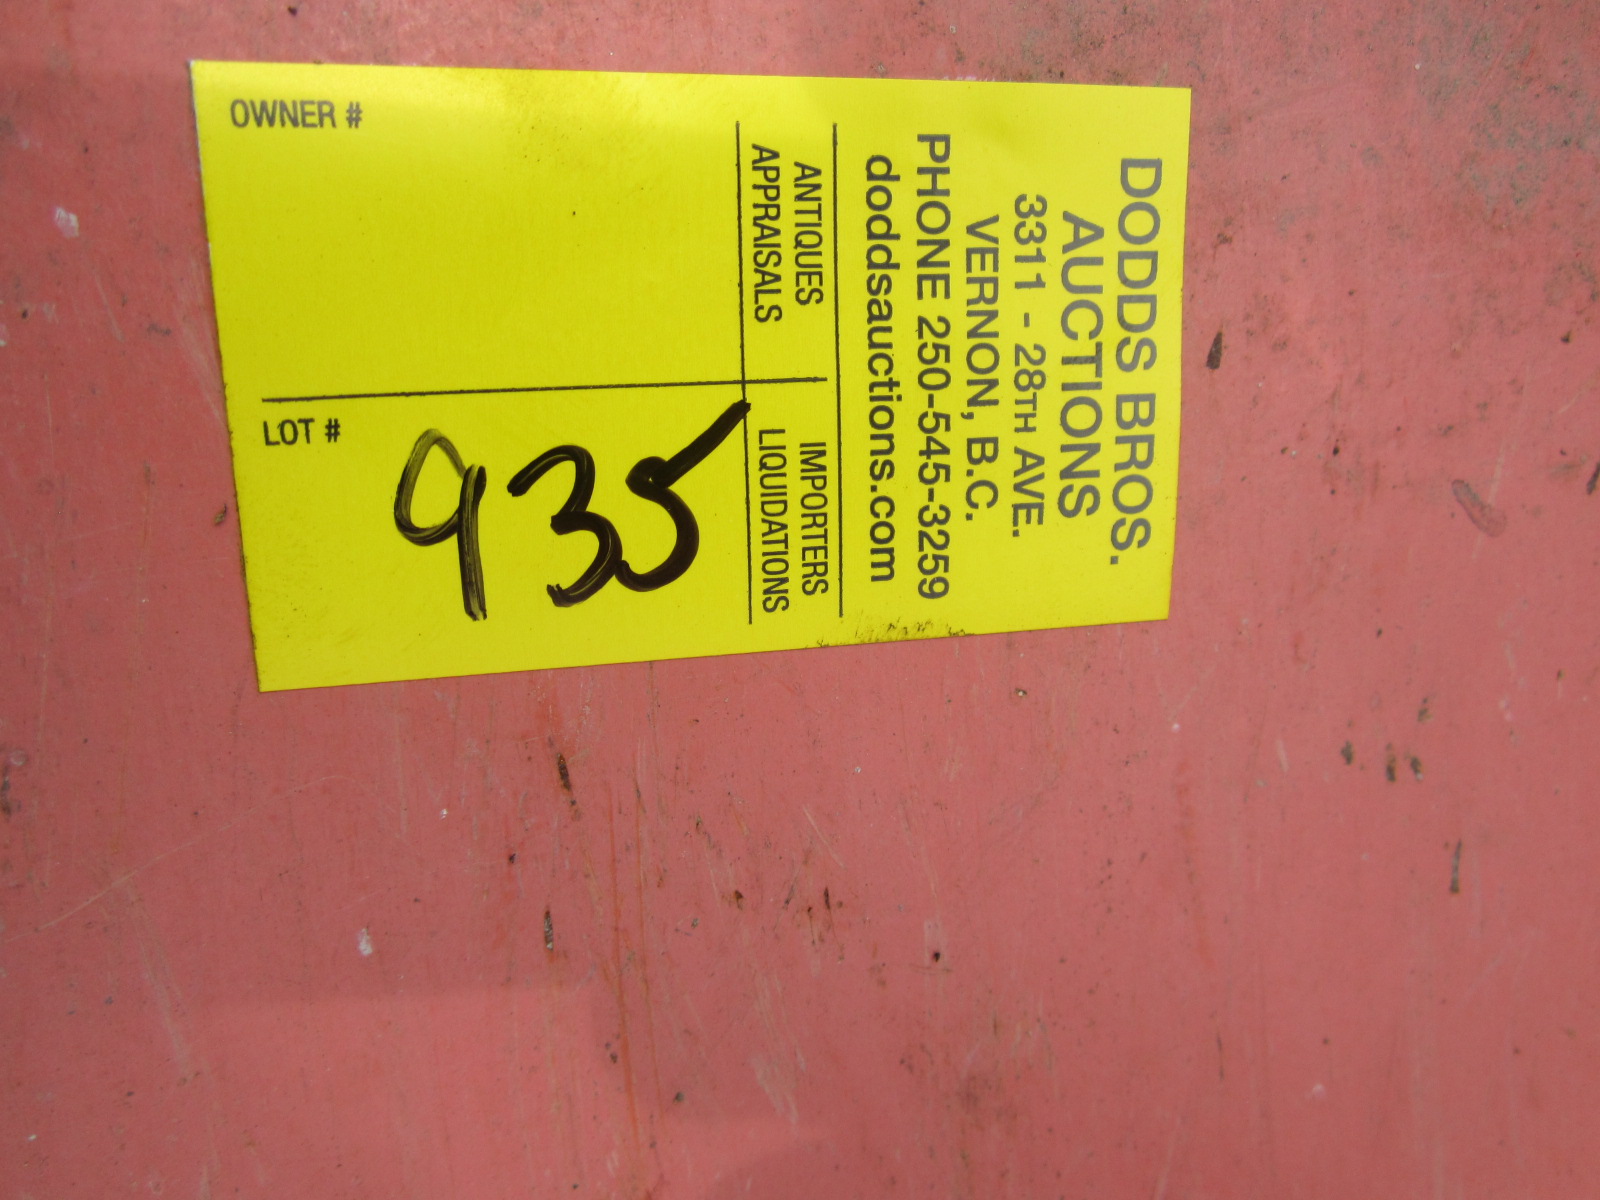 DODDS BROS.
AUCTIONS
3311 - 28TH AVE.
VERNON, B.C.
PHONE 250-545-3259
doddsauctions.com
ANTIQUES
APPRAISALS
IMPORTERS
LIQUIDATIONS
OWNER #
LOT #
935